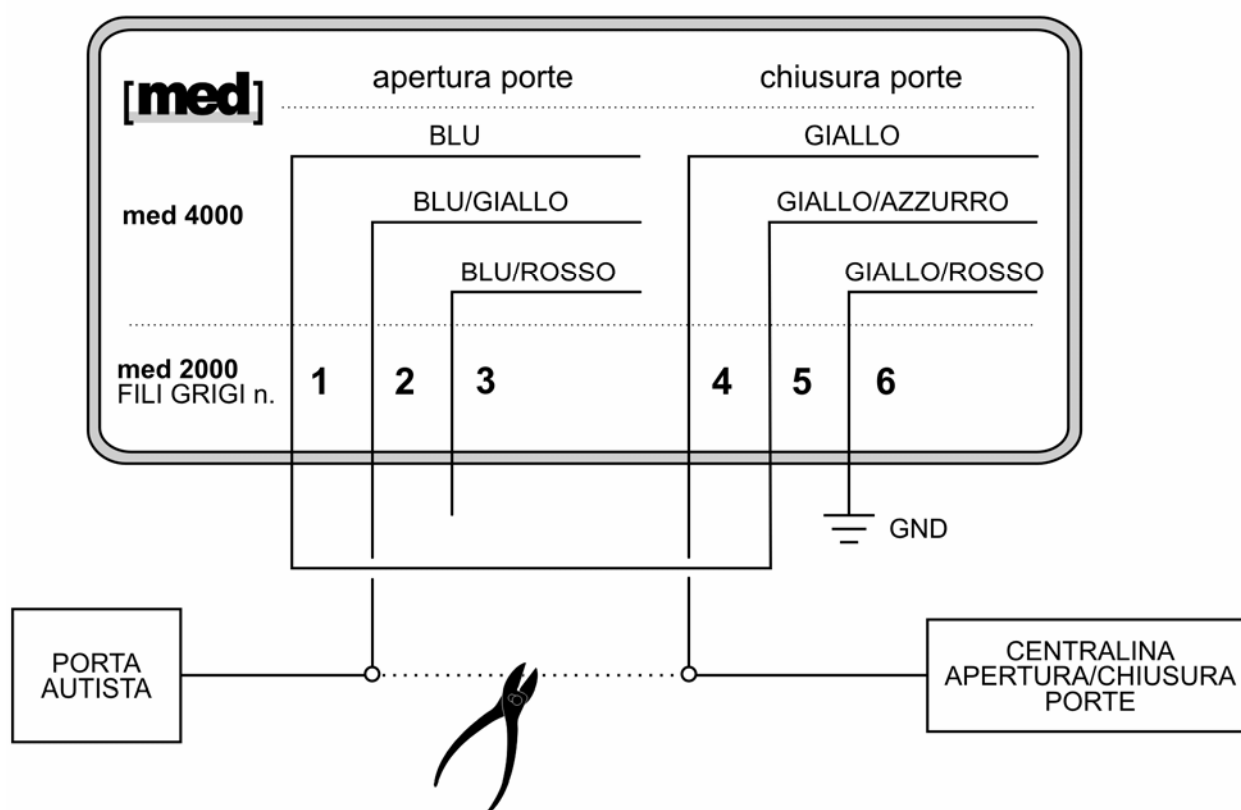 [med]
apertura porte
chiusura porte
BLU
GIALLO
med 4000
BLU/GIALLO
GIALLO/AZZURRO
BLU/ROSSO
GIALLO/ROSSO
med 2000
FILI GRIGI n.
1
2
3
4
5
6
GND
PORTA
AUTISTA
CENTRALINA
APERTURA/CHIUSURA
PORTE